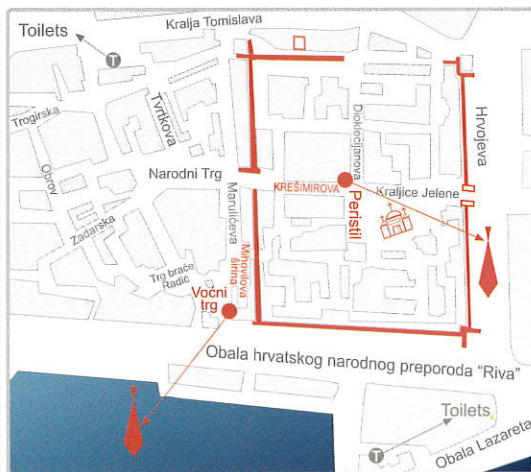 Kralja Tomislava
Toilets
T
Trogirska
Tvrtkova
Dioklecijanova
Hrvojeva
Obrov
Narodni Trg
KREŠIMIROVA
Kraljice Jelene
Peristil
Zadarska
Marulićeva
Mihovilova
širina
Trg braće
Radić
Voćni
trg
Obala hrvatskog narodnog preporoda "Riva"
Toilets
T
Obala Lazareta